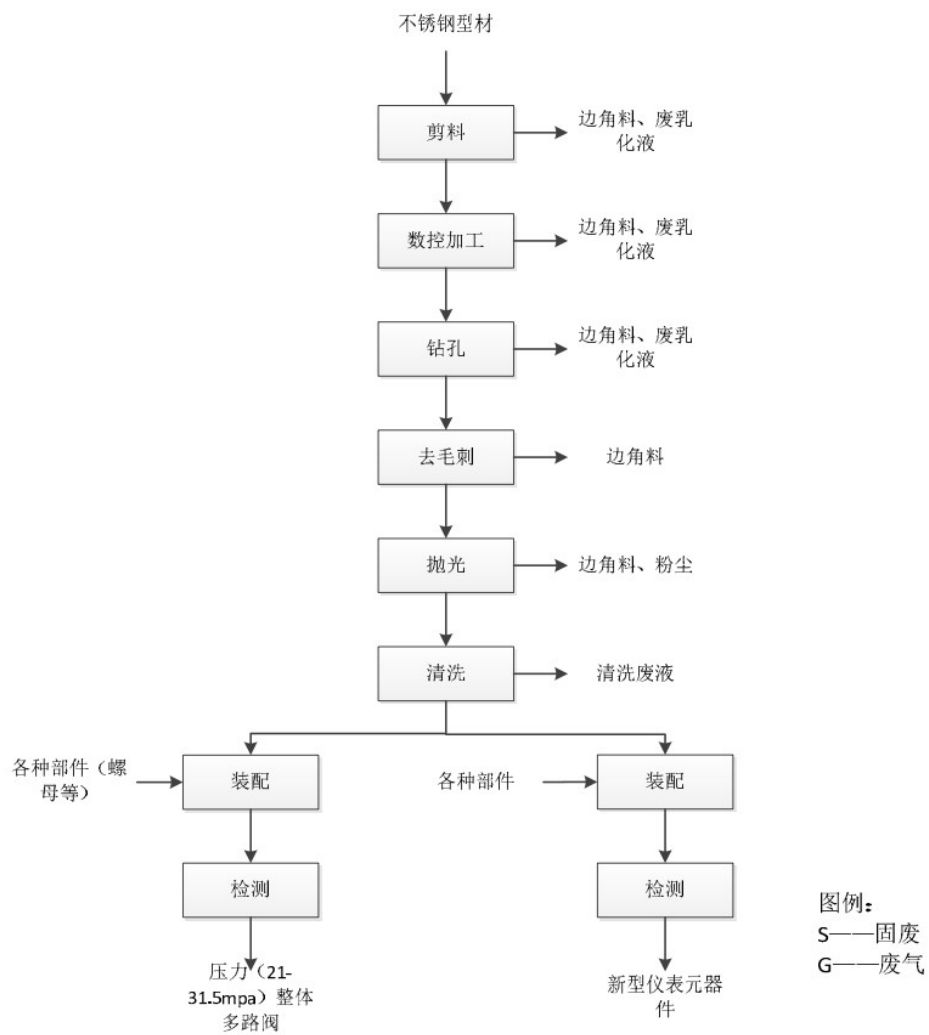 不锈钢型材
剪料
边角料、废乳
化液
数控加工
边角料、废乳
化液
钻孔
边角料、废乳
化液
去毛刺
边角料
抛光
边角料、粉尘
清洗
清洗废液
各种部件（螺
母等）
装配
各种部件
装配
检测
检测
压力（21-
31.5mpa）整体
多路阀
新型仪表元器
件
图例：
S——固废
G——废气